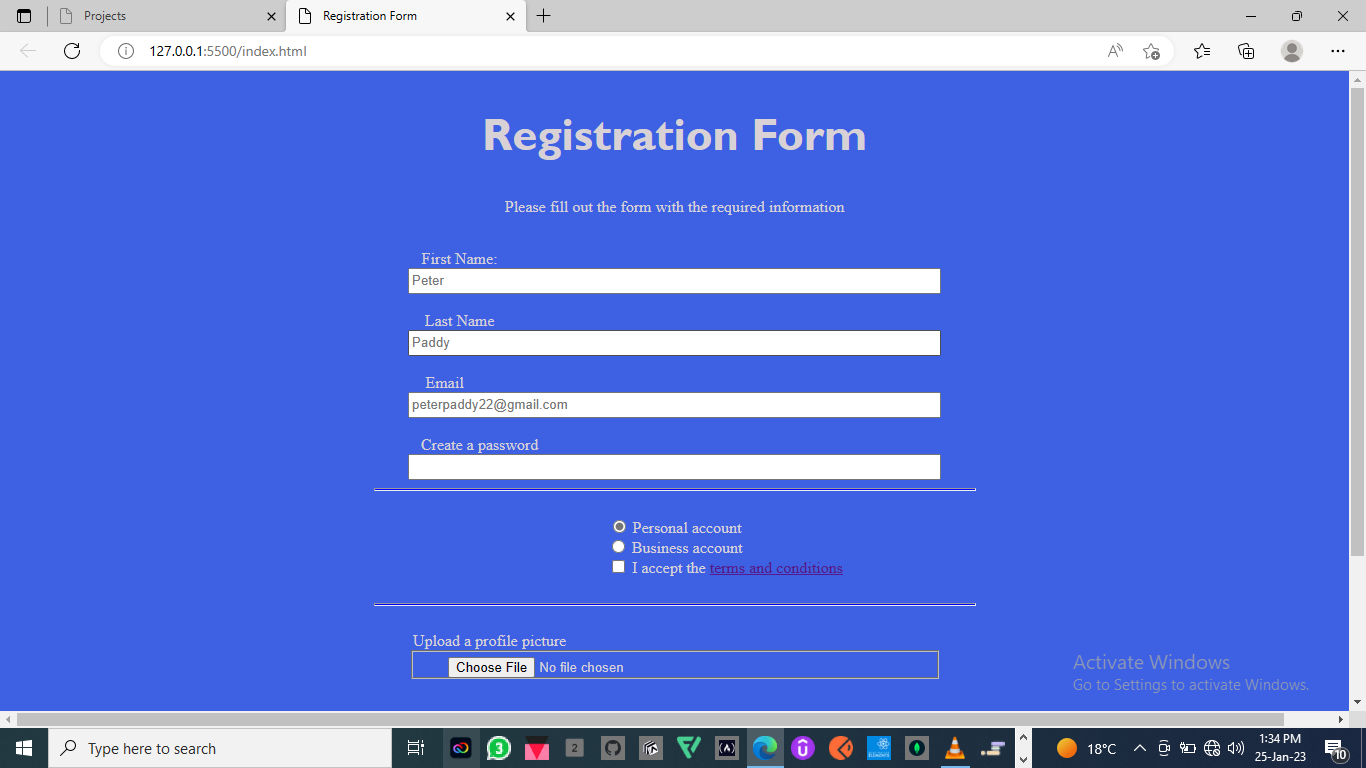 Projects
Registration Form
127.0.0.1:5500/index.html
Registration Form
Please fill out the form with the required information
First Name:
Peter
Last Name
Paddy
Email
peterpaddy22@gmail.com
Create a password
Personal account
Business account
I accept the terms and conditions
Upload a profile picture
Choose File No file chosen
Activate Windows
Go to Settings to activate Windows.
Type here to search
3
2
18°C
1:34 PM
25-Jan-23
10